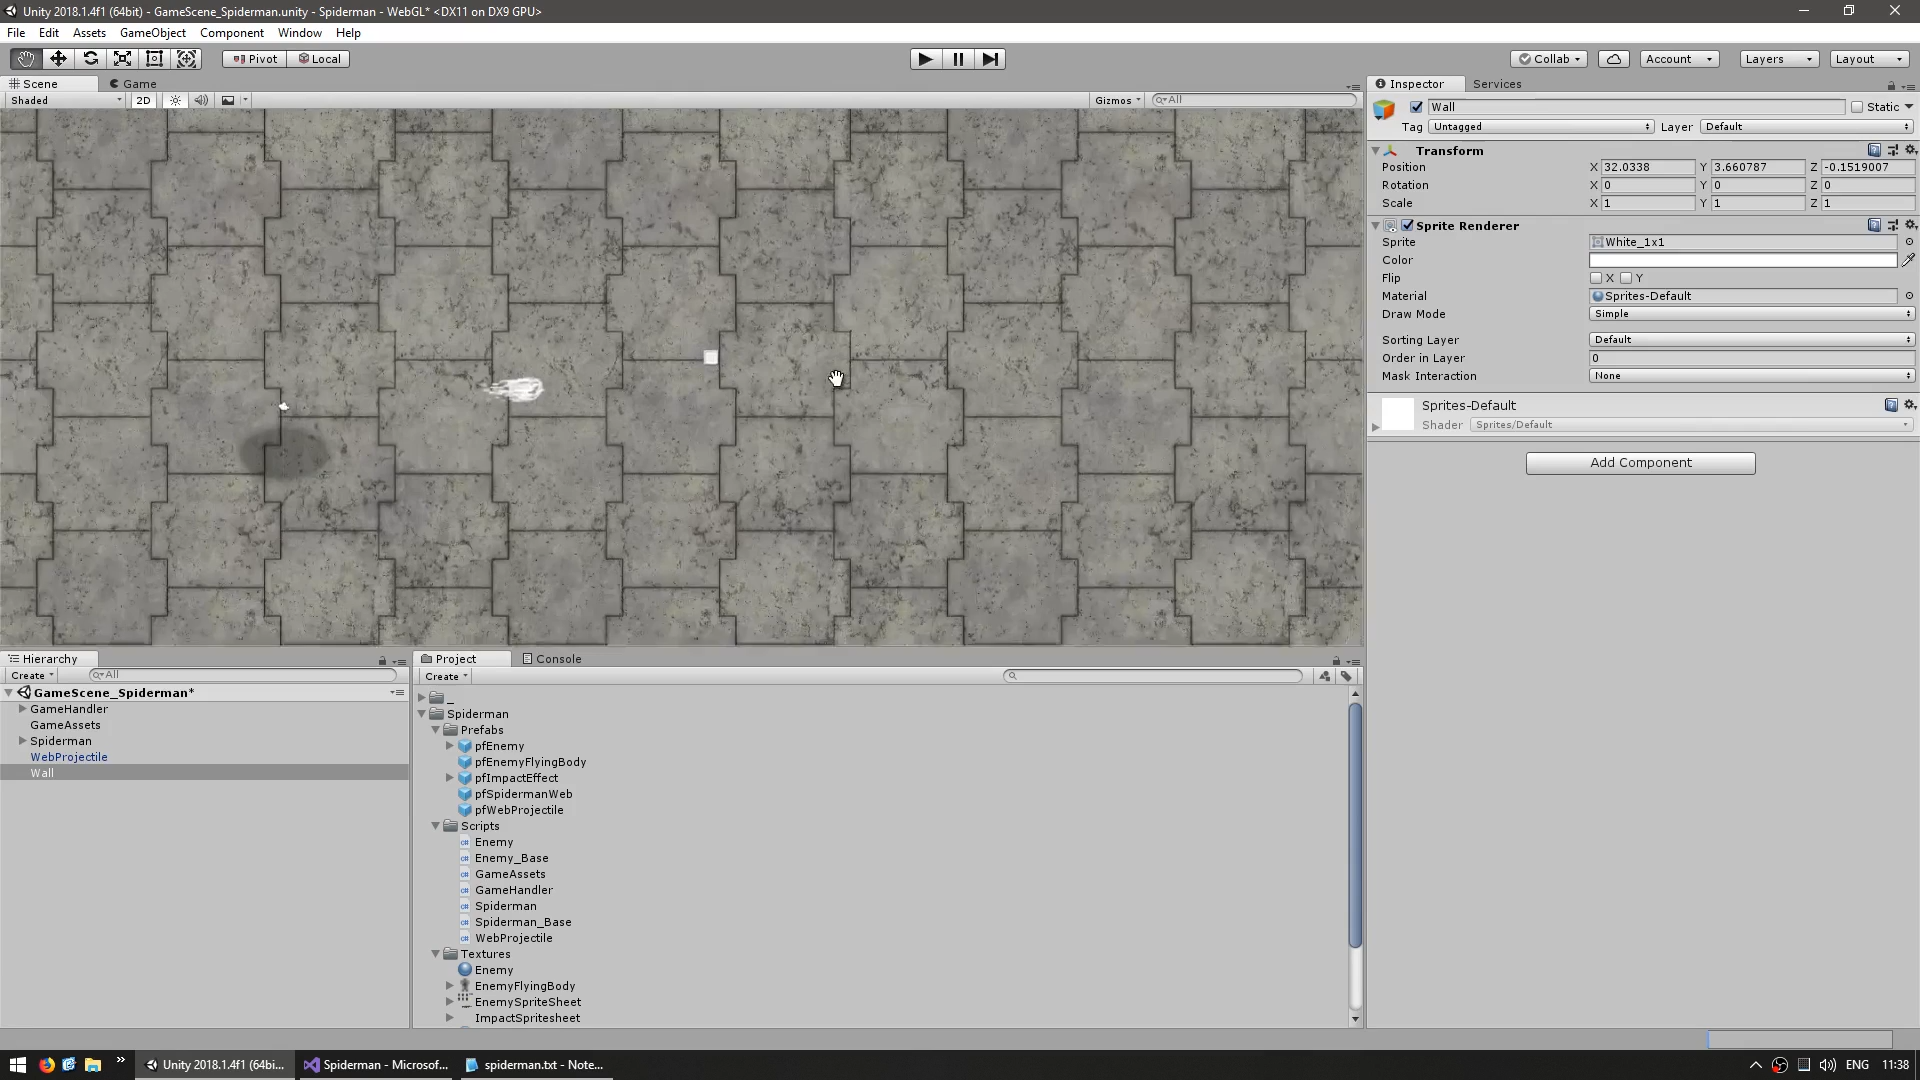 Unity 2018.1.4f1 (64bit) - GameScene_Spiderman.unity - Spiderman - WebGL* <DX11 on DX9 GPU>
File Edit Assets GameObject Component Window Help
Pivot Local Collab Account Layers Layout
Scene Game
Shaded 2D Gizmos All
Inspector Services
Wall Static
Tag Untagged Layer Default
Transform
Position X 32.0338 Y 3.660787 Z -0.1519007
Rotation X 0 Y 0 Z 0
Scale X 1 Y 1 Z 1
Sprite Renderer
Sprite White_1x1
Color
Flip X Y
Material Sprites-Default
Draw Mode Simple
Sorting Layer Default
Order in Layer 0
Mask Interaction None
Sprites-Default
Shader Sprites/Default
Add Component
Hierarchy
Create All
GameScene_Spiderman*
GameHandler
GameAssets
Spiderman
WebProjectile
Wall
Project Console
Create
_
Spiderman
Prefabs
pfEnemy
pfEnemyFlyingBody
pfImpactEffect
pfSpidermanWeb
pfWebProjectile
Scripts
Enemy
Enemy_Base
GameAssets
GameHandler
Spiderman
Spiderman_Base
WebProjectile
Textures
Enemy
EnemyFlyingBody
EnemySpriteSheet
ImpactSpritesheet
Unity 2018.1.4f1 (64bi... Spiderman - Microsof... spiderman.txt - Note... ENG 11:38